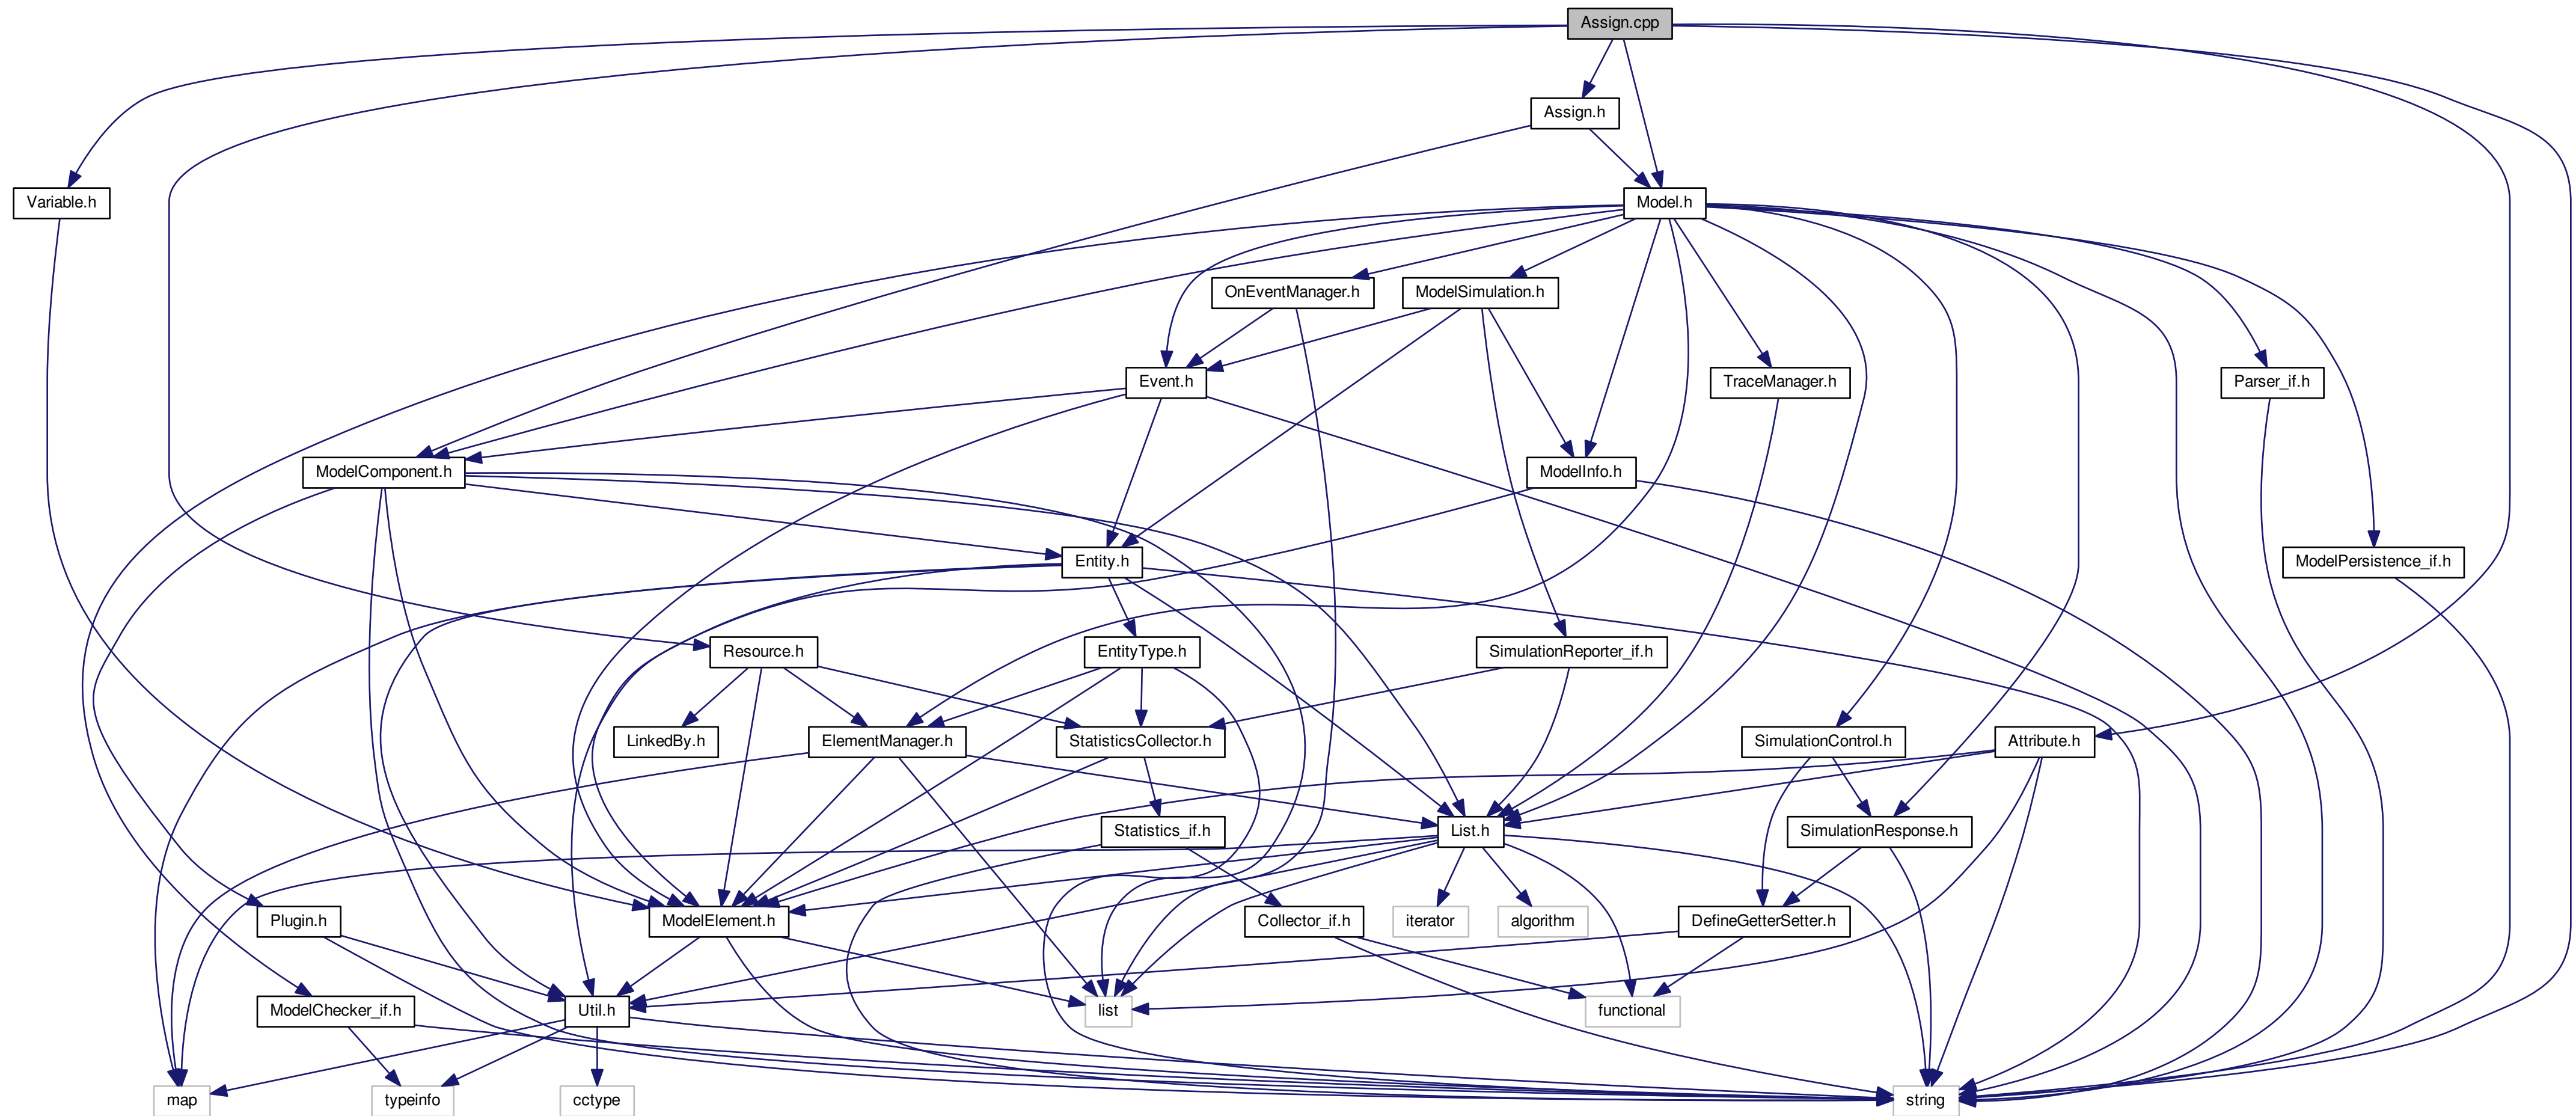 Assign.cpp
Assign.h
Variable.h
Model.h
OnEventManager.h
ModelSimulation.h
Event.h
TraceManager.h
Parser_if.h
ModelComponent.h
ModelInfo.h
Entity.h
ModelPersistence_if.h
Resource.h
EntityType.h
SimulationReporter_if.h
LinkedBy.h
ElementManager.h
StatisticsCollector.h
SimulationControl.h
Attribute.h
Statistics_if.h
List.h
SimulationResponse.h
Plugin.h
ModelElement.h
Collector_if.h
iterator
algorithm
DefineGetterSetter.h
ModelChecker_if.h
Util.h
list
functional
map
typeinfo
cctype
string